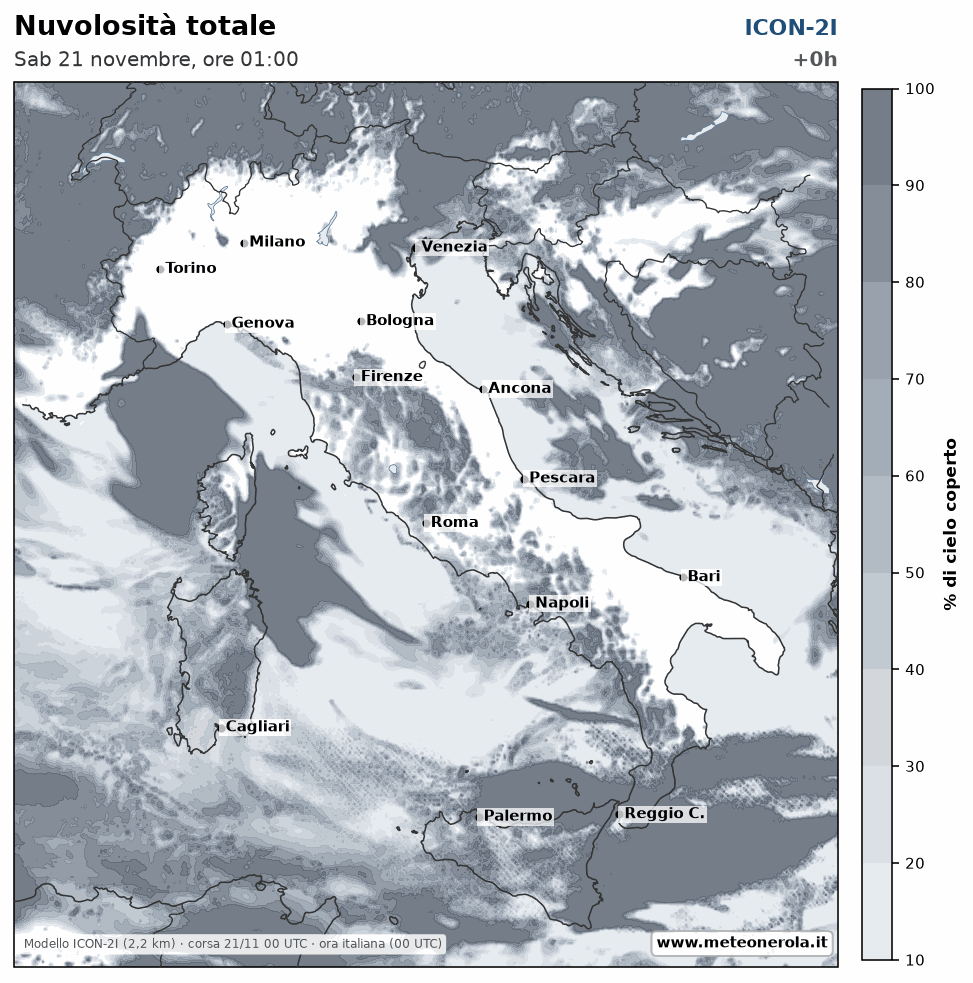 Nuvolosità totale
ICON-2I
Sab 21 novembre, ore 01:00
+0h
100
90
80
70
60
50
40
30
20
10
% di cielo coperto
Milano
Venezia
Torino
Genova
Bologna
Firenze
Ancona
Pescara
Roma
Bari
Napoli
Cagliari
Palermo
Reggio C.
Modello ICON-2I (2,2 km) · corsa 21/11 00 UTC · ora italiana (00 UTC)
www.meteonerola.it